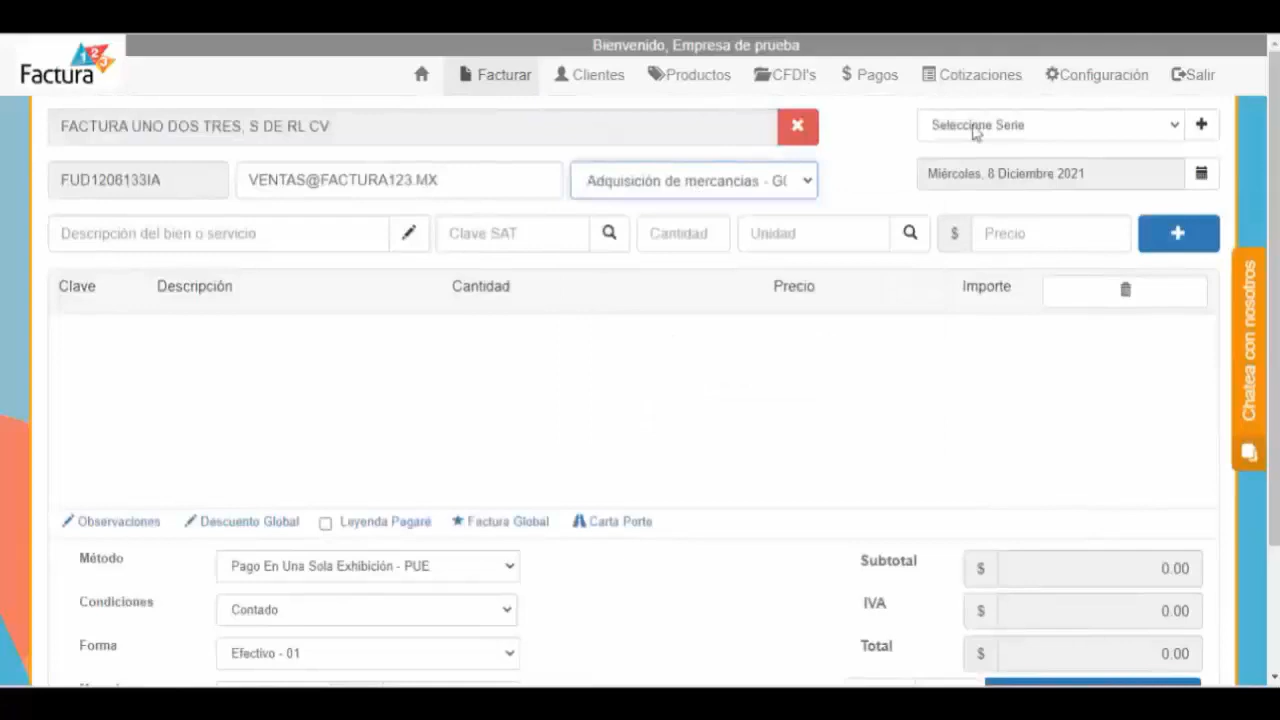 Bienvenido, Empresa de prueba
Factura 123
Facturar Clientes Productos CFDI's $ Pagos Cotizaciones Configuración Salir
FACTURA UNO DOS TRES, S DE RL CV
Seleccione Serie
FUD1206133IA VENTAS@FACTURA123.MX Adquisición de mercancias - G(
Miércoles, 8 Diciembre 2021
Descripción del bien o servicio Clave SAT Cantidad Unidad $ Precio
Clave Descripción Cantidad Precio Importe
Chatea con nosotros
Observaciones Descuento Global Leyenda Pagaré Factura Global Carta Porte
Método Pago En Una Sola Exhibición - PUE Subtotal $ 0.00
Condiciones Contado IVA $ 0.00
Forma Efectivo - 01 Total $ 0.00